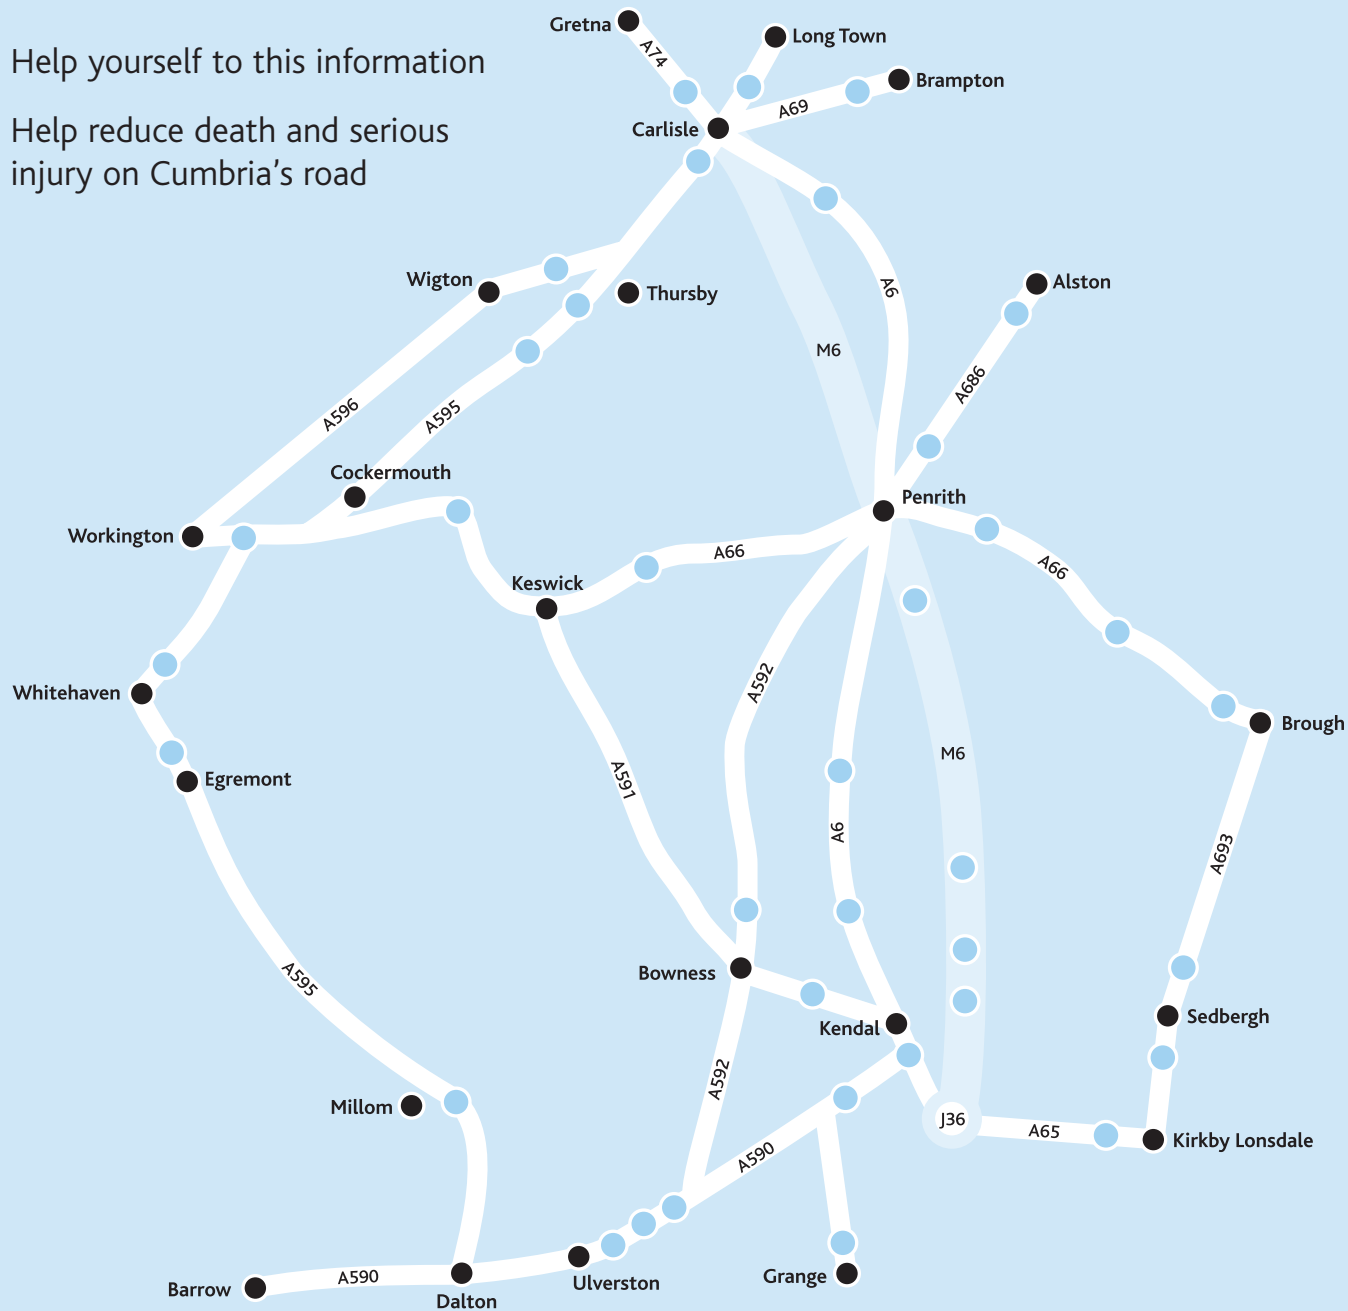 Help yourself to this information
Help reduce death and serious
injury on Cumbria's road
Gretna
A74
Long Town
Brampton
A69
Carlisle
Wigton
Thursby
A6
Alston
M6
A686
A596
A595
Cockermouth
Penrith
Workington
A66
A66
Keswick
A592
Whitehaven
Brough
M6
Egremont
A591
A6
A693
A595
Bowness
Kendal
Sedbergh
A592
Millom
J36
A65
Kirkby Lonsdale
A590
Grange
Ulverston
Barrow
A590
Dalton